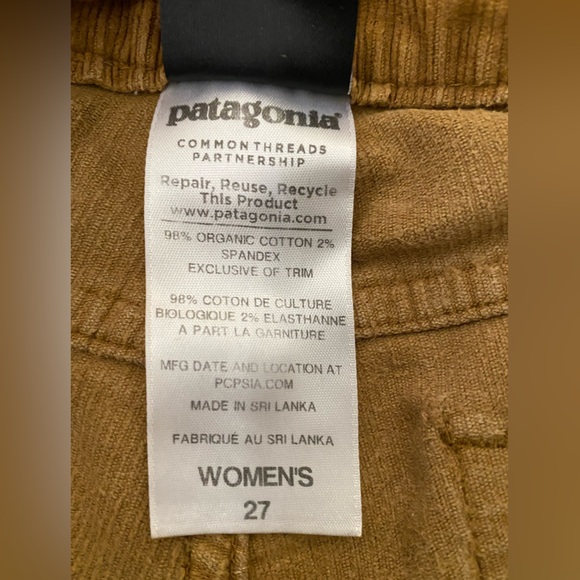 patagonia
COMMONTHREADS
PARTNERSHIP
Repair, Reuse, Recycle
This Product
www.patagonia.com
98% ORGANIC COTTON 2%
SPANDEX
EXCLUSIVE OF TRIM
98% COTON DE CULTURE
BIOLOGIQUE 2% ELASTHANNE
A PART LA GARNITURE
MFG DATE AND LOCATION AT
PCPSIA.COM
MADE IN SRI LANKA
FABRIQUÉ AU SRI LANKA
WOMEN'S
27